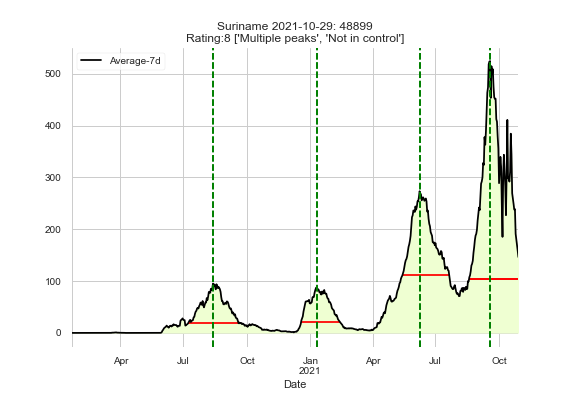 Suriname 2021-10-29: 48899
Rating:8 ['Multiple peaks', 'Not in control']
Average-7d
500
400
300
200
100
0
Apr Jul Oct Jan Apr Jul Oct
2021
Date